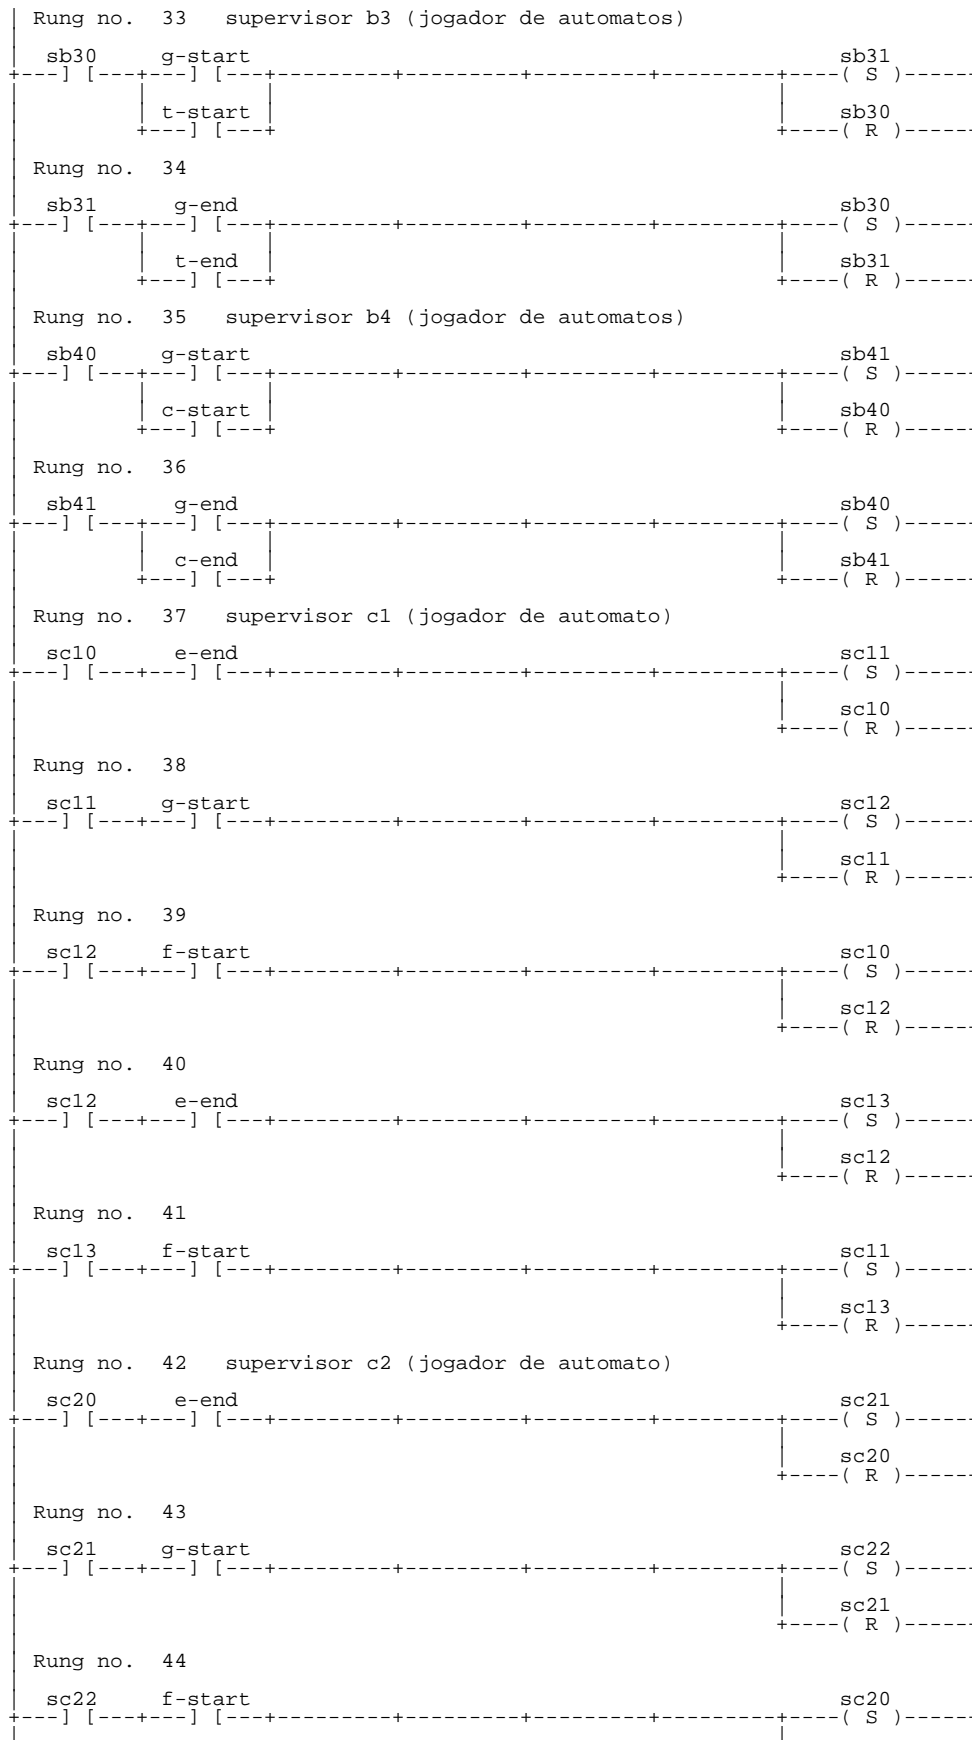 Rung no. 33 supervisor b3 (jogador de automatos)
sb30 g-start sb31
+---] [---+---] [---+---------+---------+---------+---------+----( S )------
t-start sb30
+---] [---+ +----( R )------
Rung no. 34
sb31 g-end sb30
+---] [---+---] [---+---------+---------+---------+---------+----( S )------
t-end sb31
+---] [---+ +----( R )------
Rung no. 35 supervisor b4 (jogador de automatos)
sb40 g-start sb41
+---] [---+---] [---+---------+---------+---------+---------+----( S )------
c-start sb40
+---] [---+ +----( R )------
Rung no. 36
sb41 g-end sb40
+---] [---+---] [---+---------+---------+---------+---------+----( S )------
c-end sb41
+---] [---+ +----( R )------
Rung no. 37 supervisor c1 (jogador de automato)
sc10 e-end sc11
+---] [---+---] [---+---------+---------+---------+---------+----( S )------
sc10
+----( R )------
Rung no. 38
sc11 g-start sc12
+---] [---+---] [---+---------+---------+---------+---------+----( S )------
sc11
+----( R )------
Rung no. 39
sc12 f-start sc10
+---] [---+---] [---+---------+---------+---------+---------+----( S )------
sc12
+----( R )------
Rung no. 40
sc12 e-end sc13
+---] [---+---] [---+---------+---------+---------+---------+----( S )------
sc12
+----( R )------
Rung no. 41
sc13 f-start sc11
+---] [---+---] [---+---------+---------+---------+---------+----( S )------
sc13
+----( R )------
Rung no. 42 supervisor c2 (jogador de automato)
sc20 e-end sc21
+---] [---+---] [---+---------+---------+---------+---------+----( S )------
sc20
+----( R )------
Rung no. 43
sc21 g-start sc22
+---] [---+---] [---+---------+---------+---------+---------+----( S )------
sc21
+----( R )------
Rung no. 44
sc22 f-start sc20
+---] [---+---] [---+---------+---------+---------+---------+----( S )------